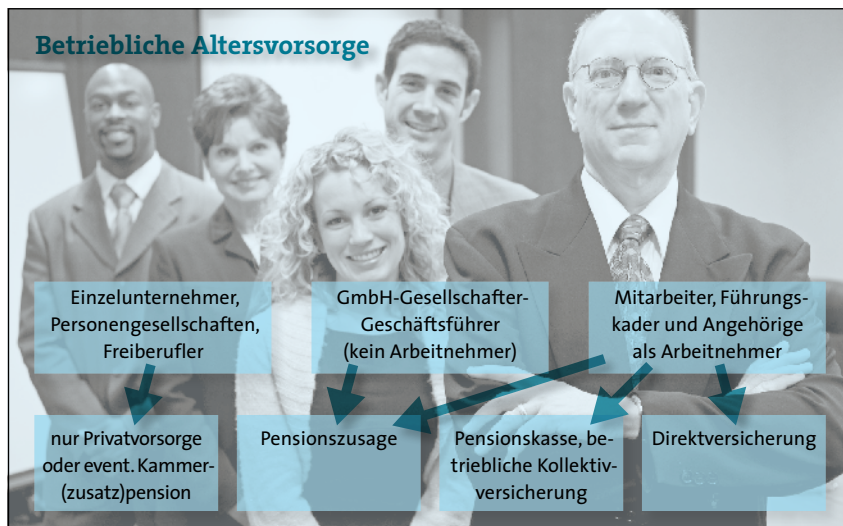 Betriebliche Altersvorsorge
Einzelunternehmer,
Personengesellschaften,
Freiberufler
GmbH-Gesellschafter-
Geschäftsführer
(kein Arbeitnehmer)
Mitarbeiter, Führungs-
kader und Angehörige
als Arbeitnehmer
nur Privatvorsorge
oder event. Kammer-
(zusatz)pension
Pensionszusage
Pensionskasse, be-
triebliche Kollektiv-
versicherung
Direktversicherung